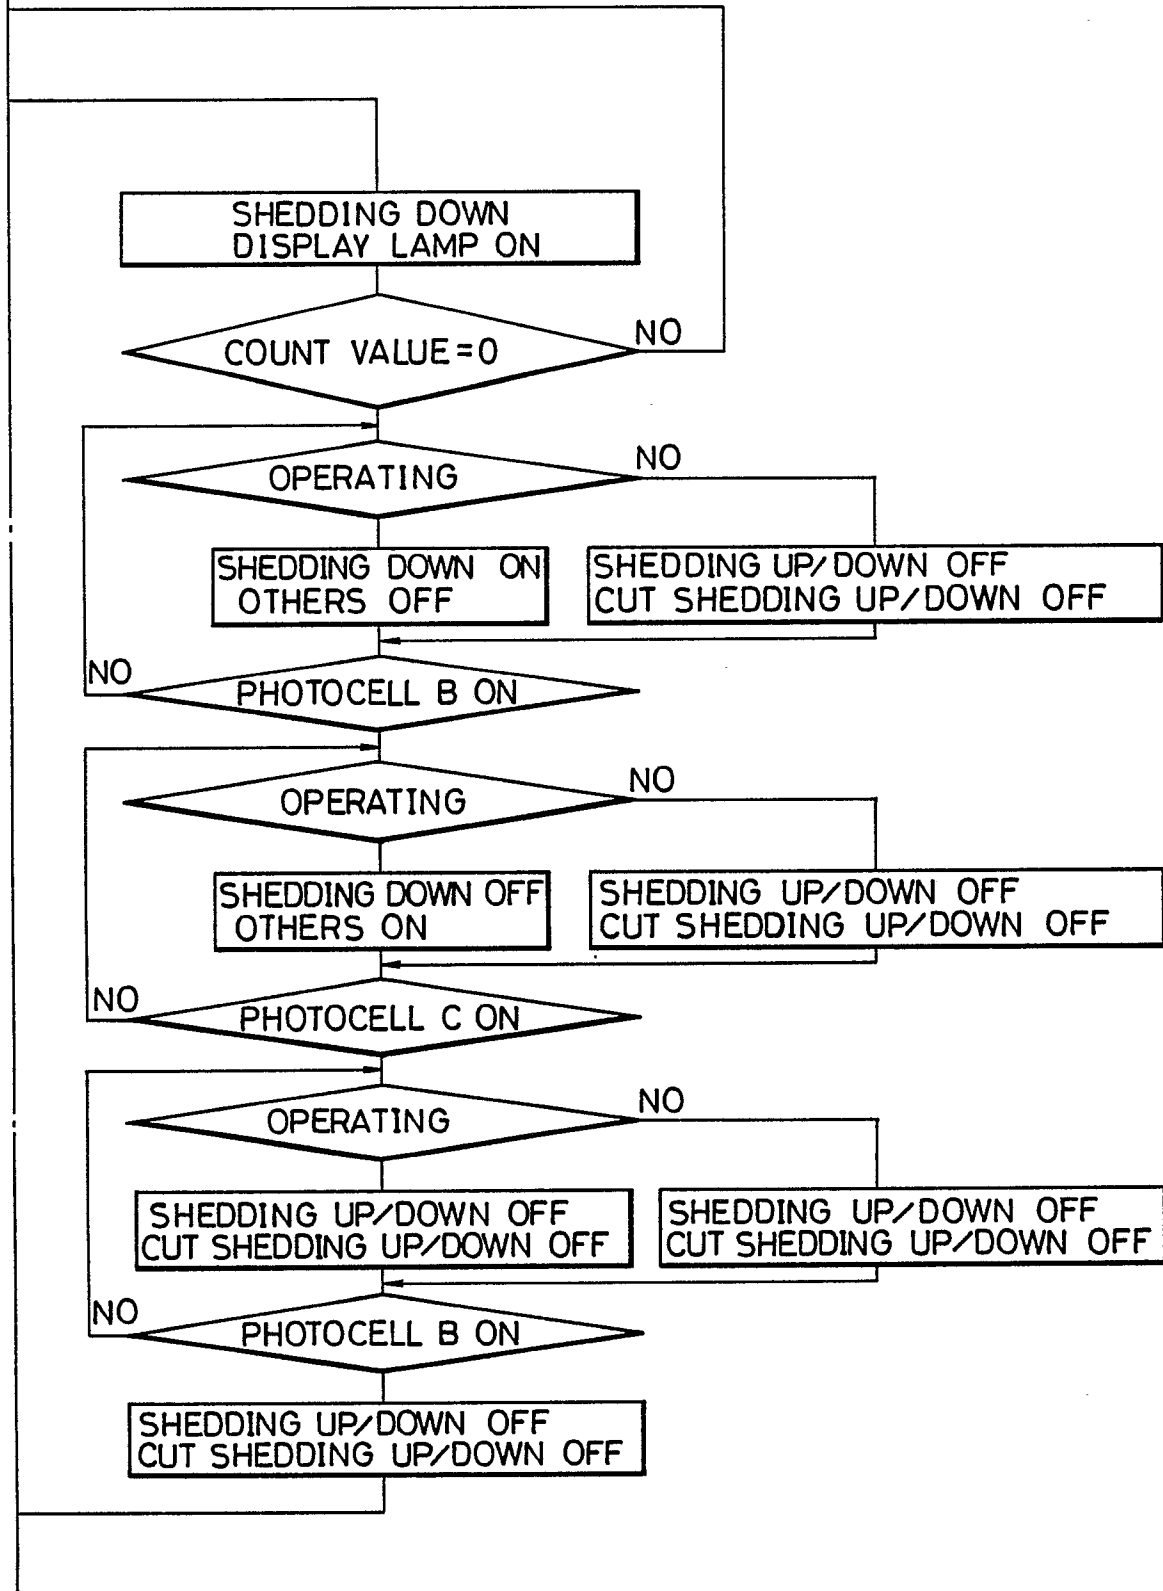 SHEDDING DOWN
DISPLAY LAMP ON
COUNT VALUE=0
NO
OPERATING
NO
SHEDDING DOWN ON
OTHERS OFF
SHEDDING UP/DOWN OFF
CUT SHEDDING UP/DOWN OFF
NO
PHOTOCELL B ON
OPERATING
NO
SHEDDING DOWN OFF
OTHERS ON
SHEDDING UP/DOWN OFF
CUT SHEDDING UP/DOWN OFF
NO
PHOTOCELL C ON
OPERATING
NO
SHEDDING UP/DOWN OFF
CUT SHEDDING UP/DOWN OFF
SHEDDING UP/DOWN OFF
CUT SHEDDING UP/DOWN OFF
NO
PHOTOCELL B ON
SHEDDING UP/DOWN OFF
CUT SHEDDING UP/DOWN OFF